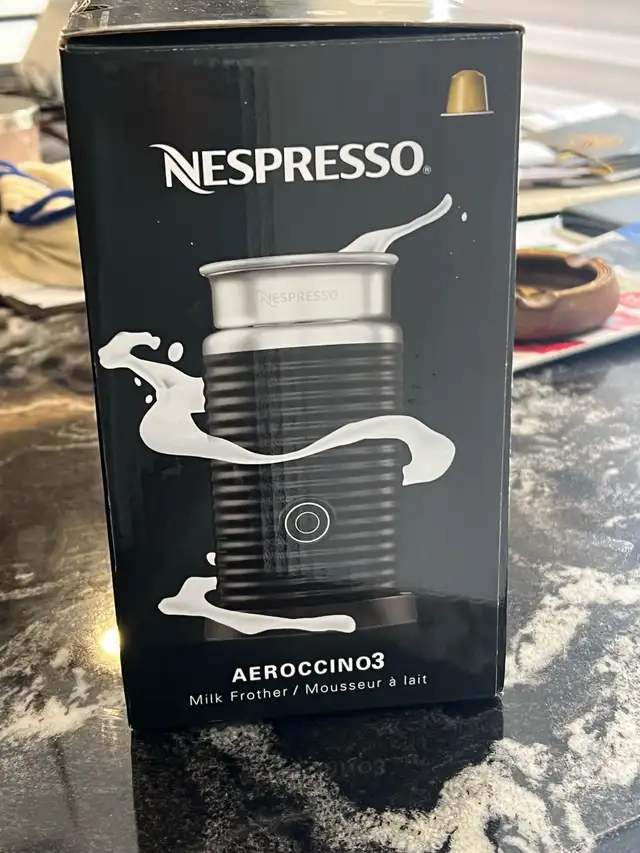 NESPRESSO®
NESPRESSO
AEROCCINO3
Milk Frother / Mousseur à lait